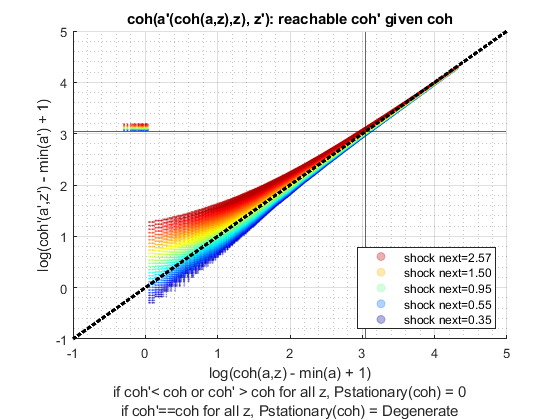 coh(a'(coh(a,z),z), z'): reachable coh' given coh
log(coh'(a',z') - min(a') + 1)
5
4
3
2
1
0
-1
shock next=2.57
shock next=1.50
shock next=0.95
shock next=0.55
shock next=0.35
-1
0
1
2
3
4
5
log(coh(a,z) - min(a) + 1)
if coh'< coh or coh' > coh for all z, Pstationary(coh) = 0
if coh'==coh for all z, Pstationary(coh) = Degenerate